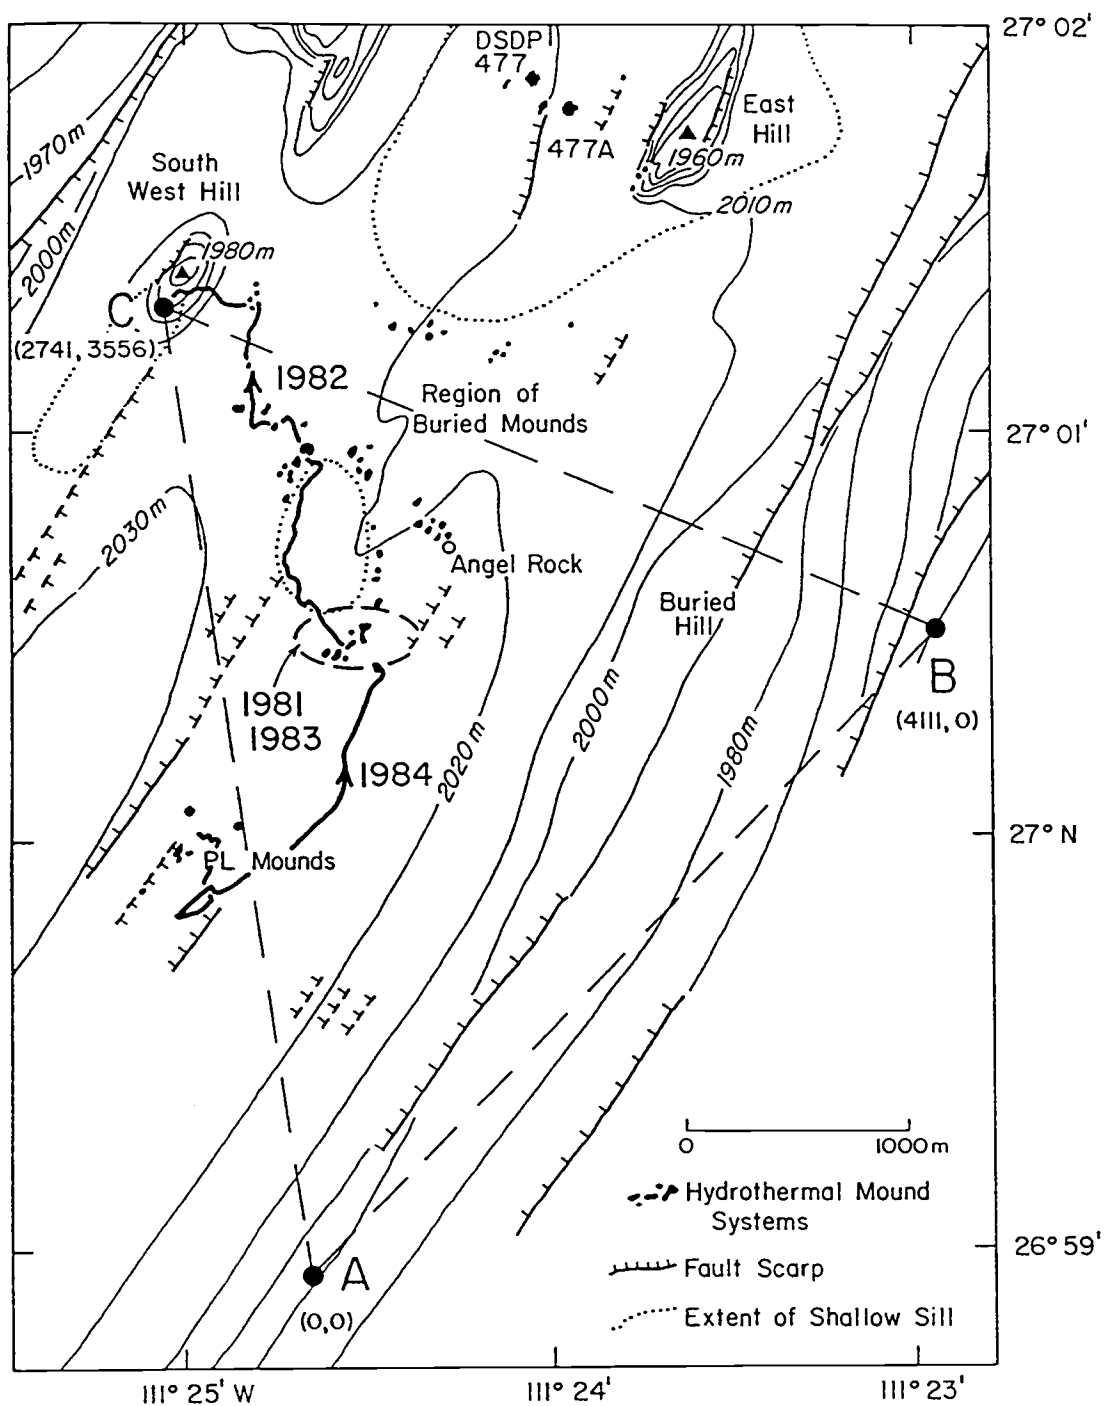 27° 02'
DSDP
477
477A
East
Hill
1960m
1970m
South
West Hill
2010m
2000m
1980m
C
(2741, 3556)
1982
Region of
Buried Mounds
27° 01'
2030m
Angel Rock
Buried
Hill
B
(4111, 0)
1981
1983
2000m
2020m
1980m
1984
27° N
PL Mounds
0 1000m
Hydrothermal Mound
Systems
26° 59'
Fault Scarp
A
(0,0)
Extent of Shallow Sill
111° 25' W
111° 24'
111° 23'